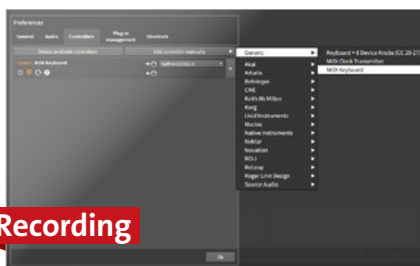 Preferences
General Audio Controllers Plug-in management Shortcuts
Detect available controllers
Add controller manually
Generic
Keyboard + 8 Device Knobs (CC 20-27)
MIDI Clock Transmitter
MIDI Keyboard
Generic MIDI Keyboard
Akai
Arturia
Behringer
CME
Keith McMillen
Korg
Livid Instruments
Mackie
Native Instruments
Nektar
Novation
ROLI
Reloop
Roger Linn Design
Source Audio
Recording
Ok